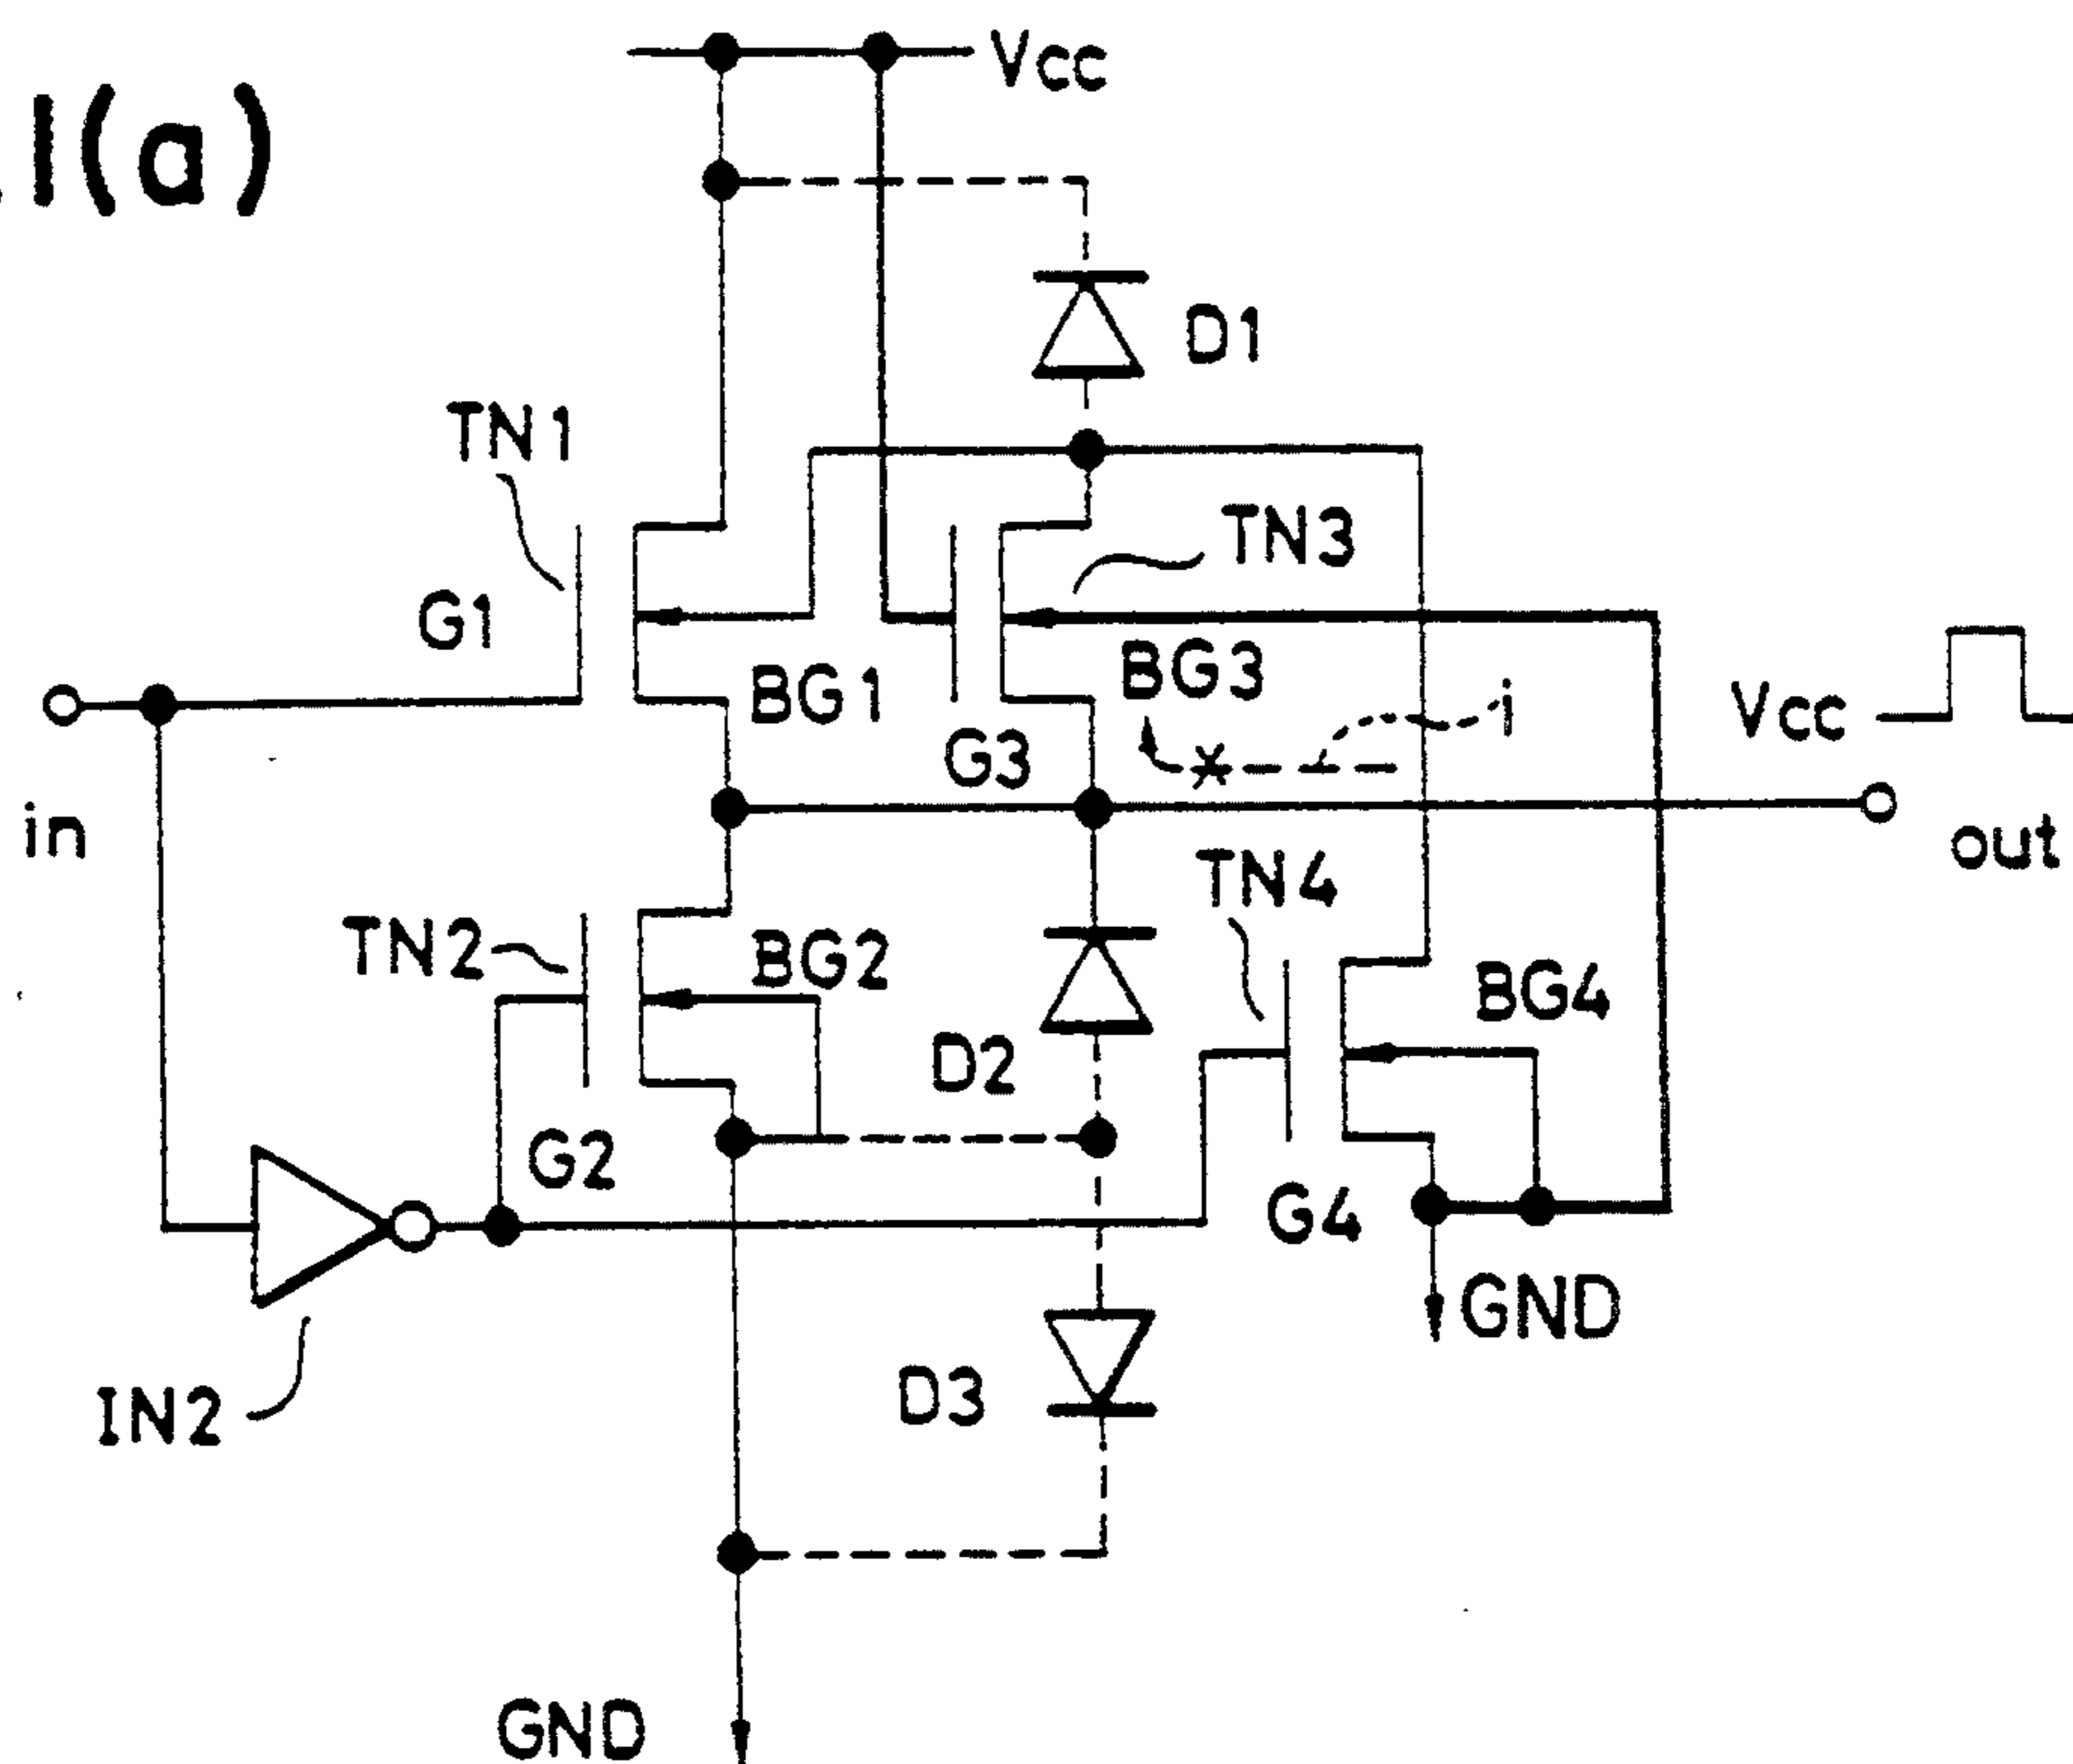 1(a)
Vcc
D1
TN1
TN3
G1
BG1
BG3
i
Vcc
G3
in
out
TN4
TN2
BG2
BG4
D2
G2
G4
GND
D3
IN2
GND